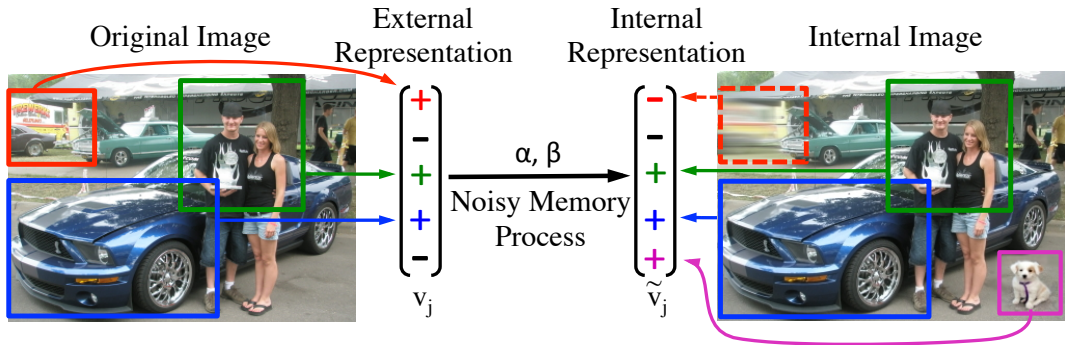 Original Image
External
Representation
Internal
Representation
Internal Image
+
–
+
+
–
v_j
α, β
Noisy Memory
Process
–
–
+
+
+
ṽ_j